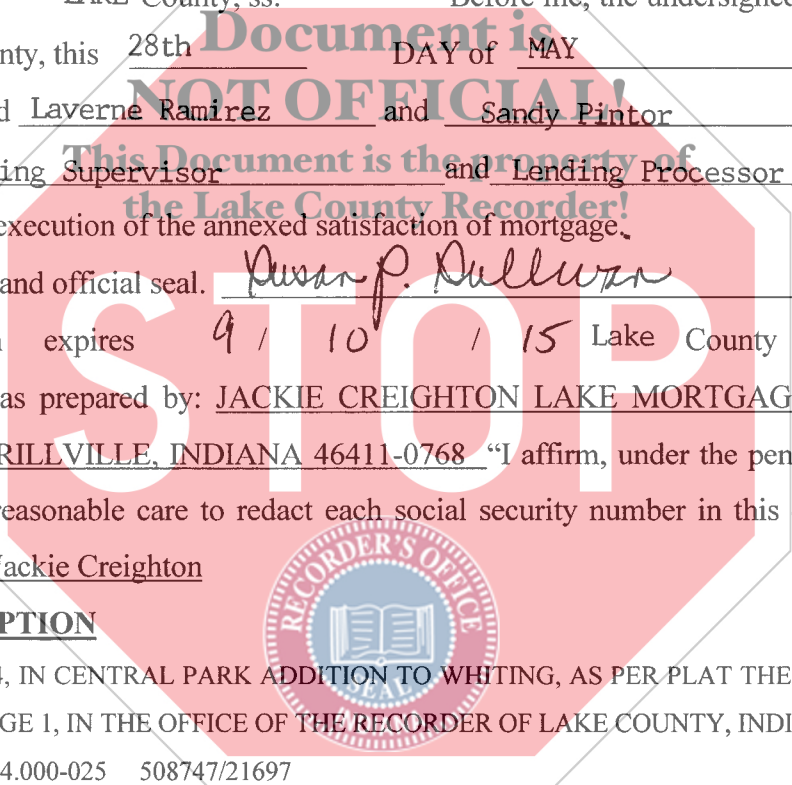 LAKE County, ss. Before me, the undersigned
Document is
nty, this 28th DAY of MAY
NOT OFFICIAL!
d Laverne Ramirez and Sandy Pintor
This Document is the property of
ing Supervisor and Lending Processor
the Lake County Recorder!
execution of the annexed satisfaction of mortgage.
and official seal. Susan P. Sullivan
expires 9 / 10 / 15 Lake County
STOP
as prepared by: JACKIE CREIGHTON LAKE MORTGAG
RILLVILLE, INDIANA 46411-0768 “I affirm, under the pen
reasonable care to redact each social security number in this
Jackie Creighton
RECORDER'S OFFICE
PTION
4, IN CENTRAL PARK ADDITION TO WHITING, AS PER PLAT THE
SEAL
GE 1, IN THE OFFICE OF THE RECORDER OF LAKE COUNTY, INDI
4.000-025 508747/21697